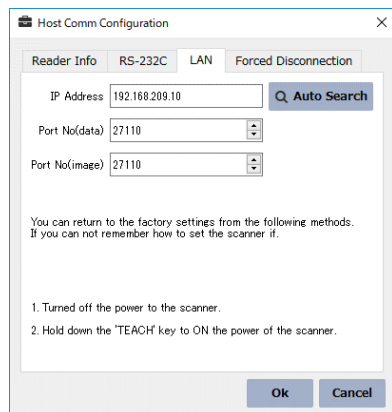 Host Comm Configuration
Reader Info RS-232C LAN Forced Disconnection
IP Address 192.168.209.10 Auto Search
Port No(data) 27110
Port No(image) 27110
You can return to the factory settings from the following methods.
If you can not remember how to set the scanner if.
1. Turned off the power to the scanner.
2. Hold down the 'TEACH' key to ON the power of the scanner.
Ok Cancel